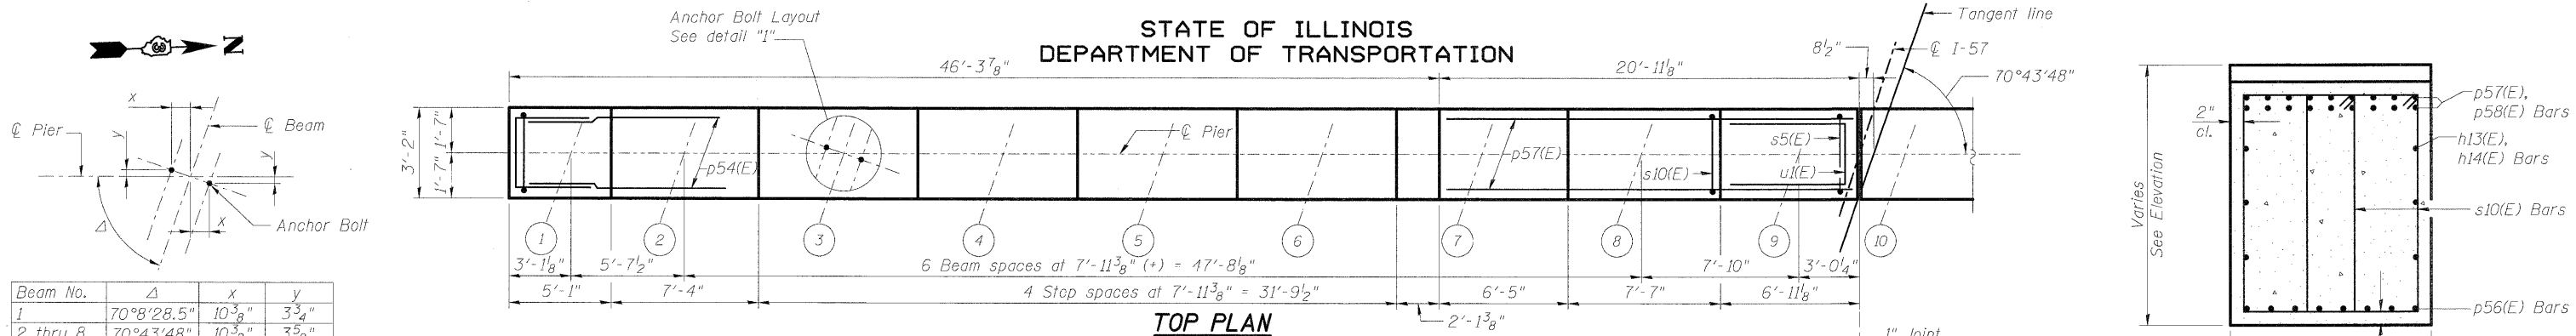 STATE OF ILLINOIS
DEPARTMENT OF TRANSPORTATION
Anchor Bolt Layout
See detail "1"
Tangent line
℄ I-57
70°43'48"
8½"
46'-3⅞"
20'-11⅛"
N
x
y
℄ Pier
℄ Beam
y
x
Δ
Anchor Bolt
3'-2"
1'-7"
1'-7"
p54(E)
℄ Pier
p57(E)
s10(E)
s5(E)
u1(E)
1
2
3
4
5
6
7
8
9
10
3'-1⅛"
5'-7½"
6 Beam spaces at 7'-11⅜" (+) = 47'-8⅛"
7'-10"
3'-0¼"
5'-1"
7'-4"
4 Stop spaces at 7'-11⅜" = 31'-9½"
6'-5"
7'-7"
6'-11⅛"
2'-1⅜"
TOP PLAN
1" Joint
Beam No. Δ x y
1 70°8'28.5" 10⅜" 3¾"
2 thru 8 70°43'48" 10⅜" 3⅝"
2"
cl.
Varies
See Elevation
p57(E),
p58(E) Bars
h13(E),
h14(E) Bars
s10(E) Bars
p56(E) Bars